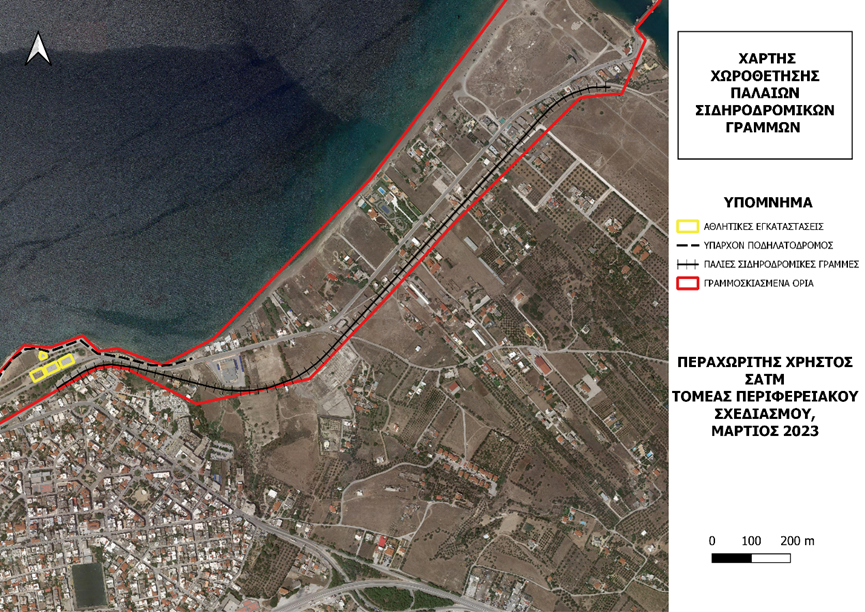 ΧΑΡΤΗΣ
ΧΩΡΟΘΕΤΗΣΗΣ
ΠΑΛΑΙΩΝ
ΣΙΔΗΡΟΔΡΟΜΙΚΩΝ
ΓΡΑΜΜΩΝ
ΥΠΟΜΝΗΜΑ
ΑΘΛΗΤΙΚΕΣ ΕΓΚΑΤΑΣΤΑΣΕΙΣ
ΥΠΑΡΧΟΝ ΠΟΔΗΛΑΤΟΔΡΟΜΟΣ
ΠΑΛΙΕΣ ΣΙΔΗΡΟΔΡΟΜΙΚΕΣ ΓΡΑΜΜΕΣ
ΓΡΑΜΜΟΣΚΙΑΣΜΕΝΑ ΟΡΙΑ
ΠΕΡΑΧΩΡΙΤΗΣ ΧΡΗΣΤΟΣ
ΣΑΤΜ
ΤΟΜΕΑΣ ΠΕΡΙΦΕΡΕΙΑΚΟΥ
ΣΧΕΔΙΑΣΜΟΥ,
ΜΑΡΤΙΟΣ 2023
0 100 200 m